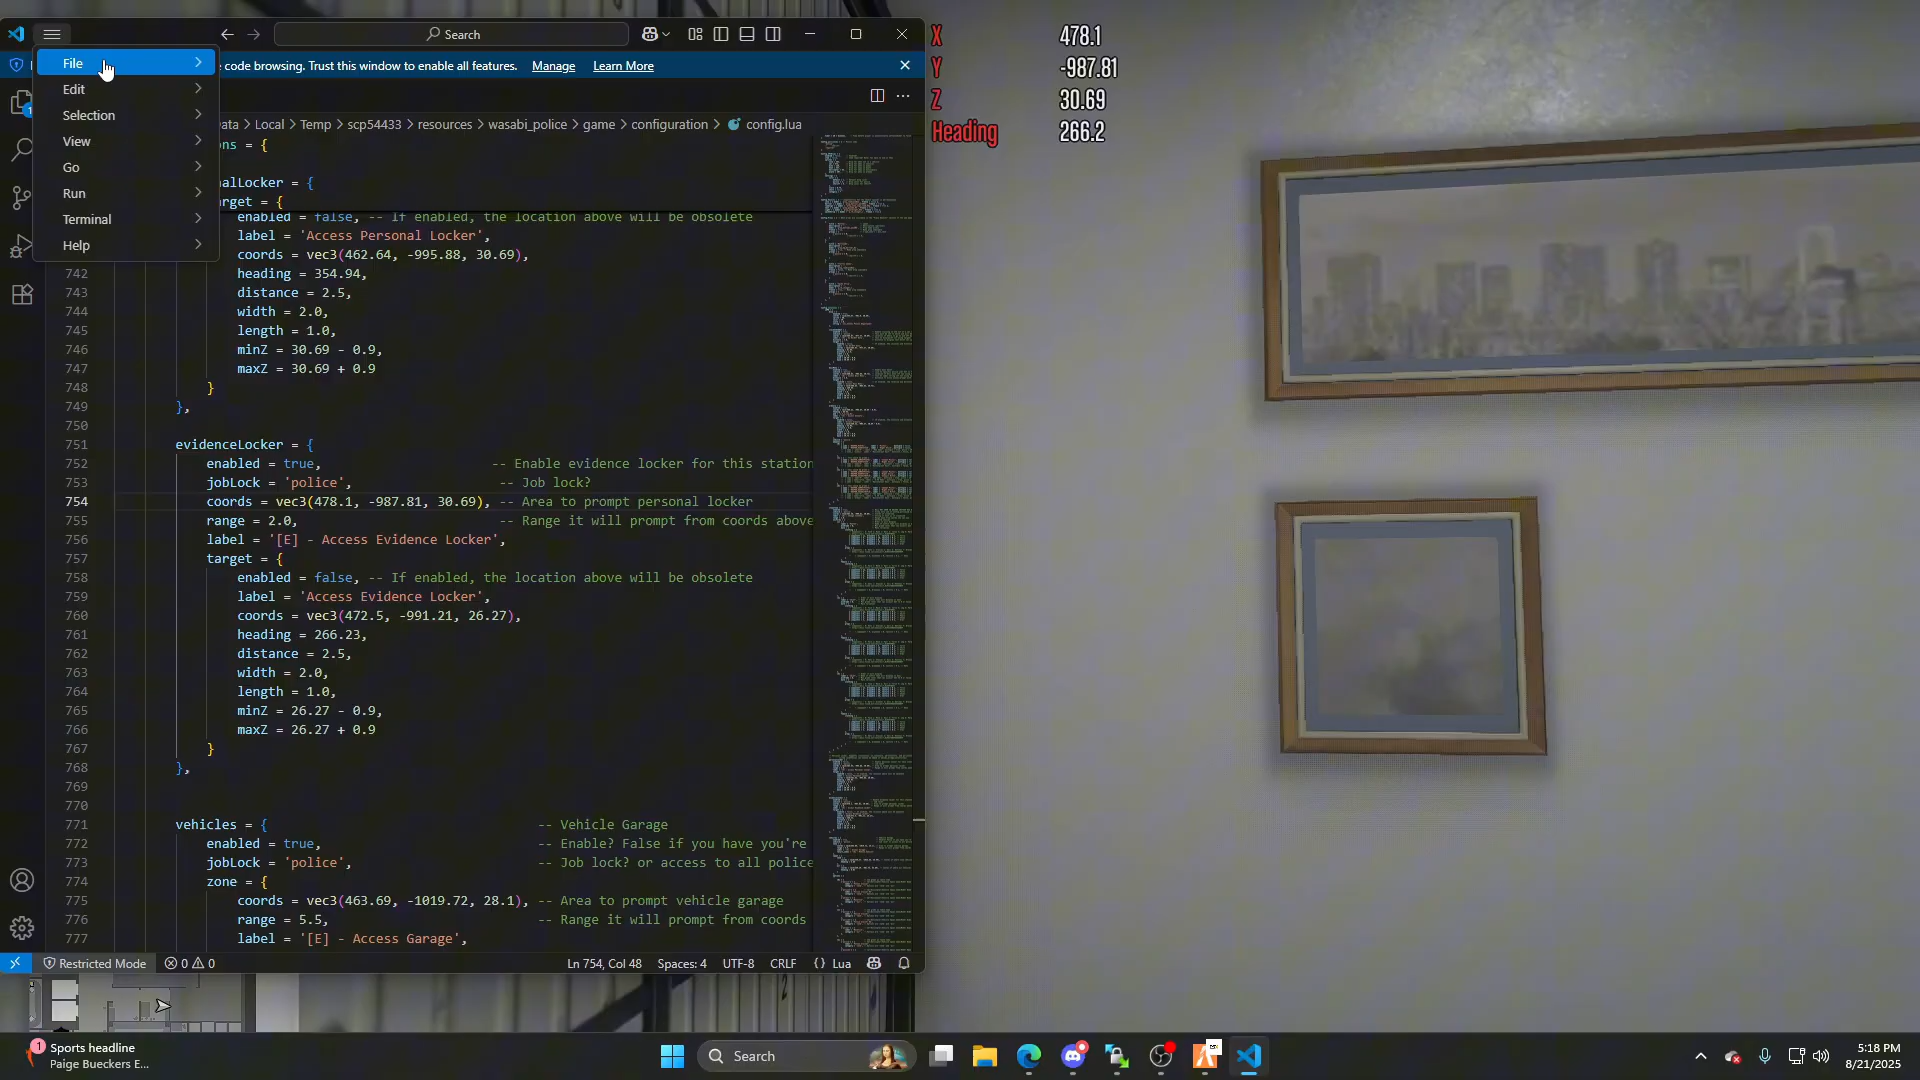 Search
File
Edit
Selection
View
Go
Run
Terminal
Help
code browsing. Trust this window to enable all features. Manage Learn More
ata > Local > Temp > scp54433 > resources > wasabi_police > game > configuration > config.lua
ns = {
nalLocker = {
rget = {
enabled = false, -- If enabled, the location above will be obsolete
label = 'Access Personal Locker',
coords = vec3(462.64, -995.88, 30.69),
742 heading = 354.94,
743 distance = 2.5,
744 width = 2.0,
745 length = 1.0,
746 minZ = 30.69 - 0.9,
747 maxZ = 30.69 + 0.9
748 }
749 },
750
751 evidenceLocker = {
752 enabled = true, -- Enable evidence locker for this station
753 jobLock = 'police', -- Job lock?
754 coords = vec3(478.1, -987.81, 30.69), -- Area to prompt personal locker
755 range = 2.0, -- Range it will prompt from coords above
756 label = '[E] - Access Evidence Locker',
757 target = {
758 enabled = false, -- If enabled, the location above will be obsolete
759 label = 'Access Evidence Locker',
760 coords = vec3(472.5, -991.21, 26.27),
761 heading = 266.23,
762 distance = 2.5,
763 width = 2.0,
764 length = 1.0,
765 minZ = 26.27 - 0.9,
766 maxZ = 26.27 + 0.9
767 }
768 },
769
770
771 vehicles = { -- Vehicle Garage
772 enabled = true, -- Enable? False if you have you're
773 jobLock = 'police', -- Job lock? or access to all police
774 zone = {
775 coords = vec3(463.69, -1019.72, 28.1), -- Area to prompt vehicle garage
776 range = 5.5, -- Range it will prompt from coords
777 label = '[E] - Access Garage',
Restricted Mode 0 0 Ln 754, Col 48 Spaces: 4 UTF-8 CRLF {} Lua
X 478.1
Y -987.81
Z 30.69
Heading 266.2
1 Sports headline
Paige Bueckers E...
Search
5:18 PM
8/21/2025